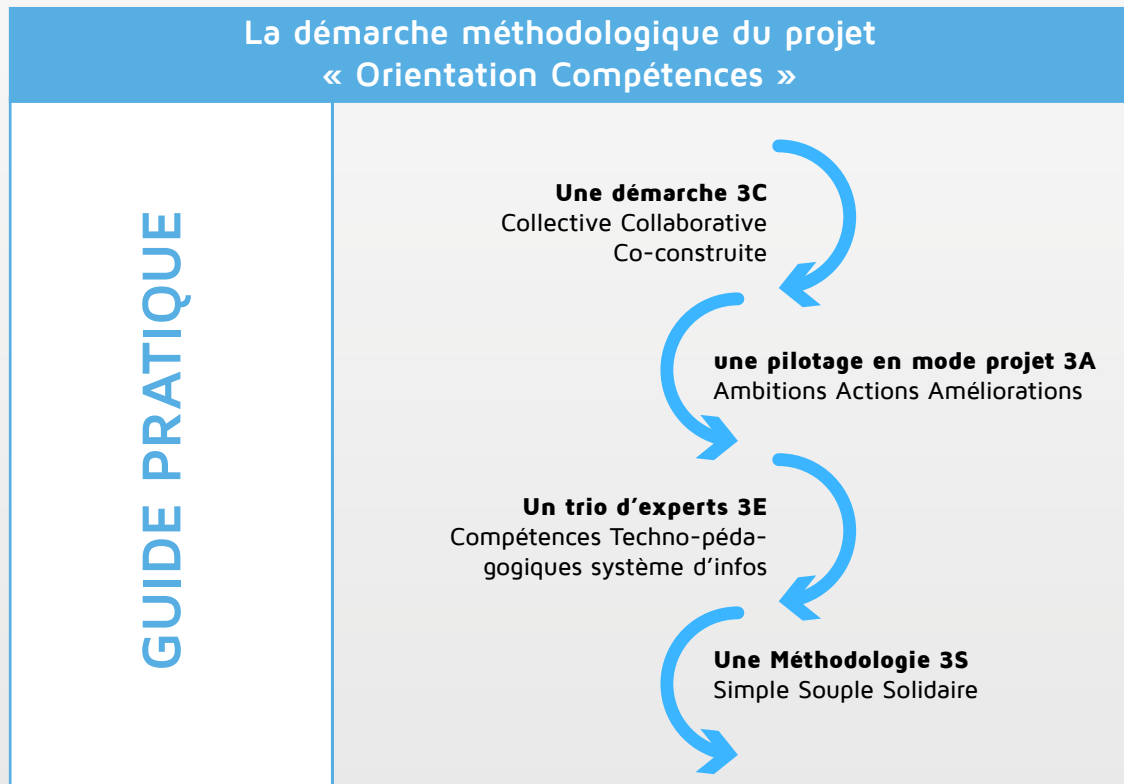 La démarche méthodologique du projet
« Orientation Compétences »
GUIDE PRATIQUE
Une démarche 3C
Collective Collaborative
Co-construite
une pilotage en mode projet 3A
Ambitions Actions Améliorations
Un trio d’experts 3E
Compétences Techno-péda-
gogiques système d’infos
Une Méthodologie 3S
Simple Souple Solidaire